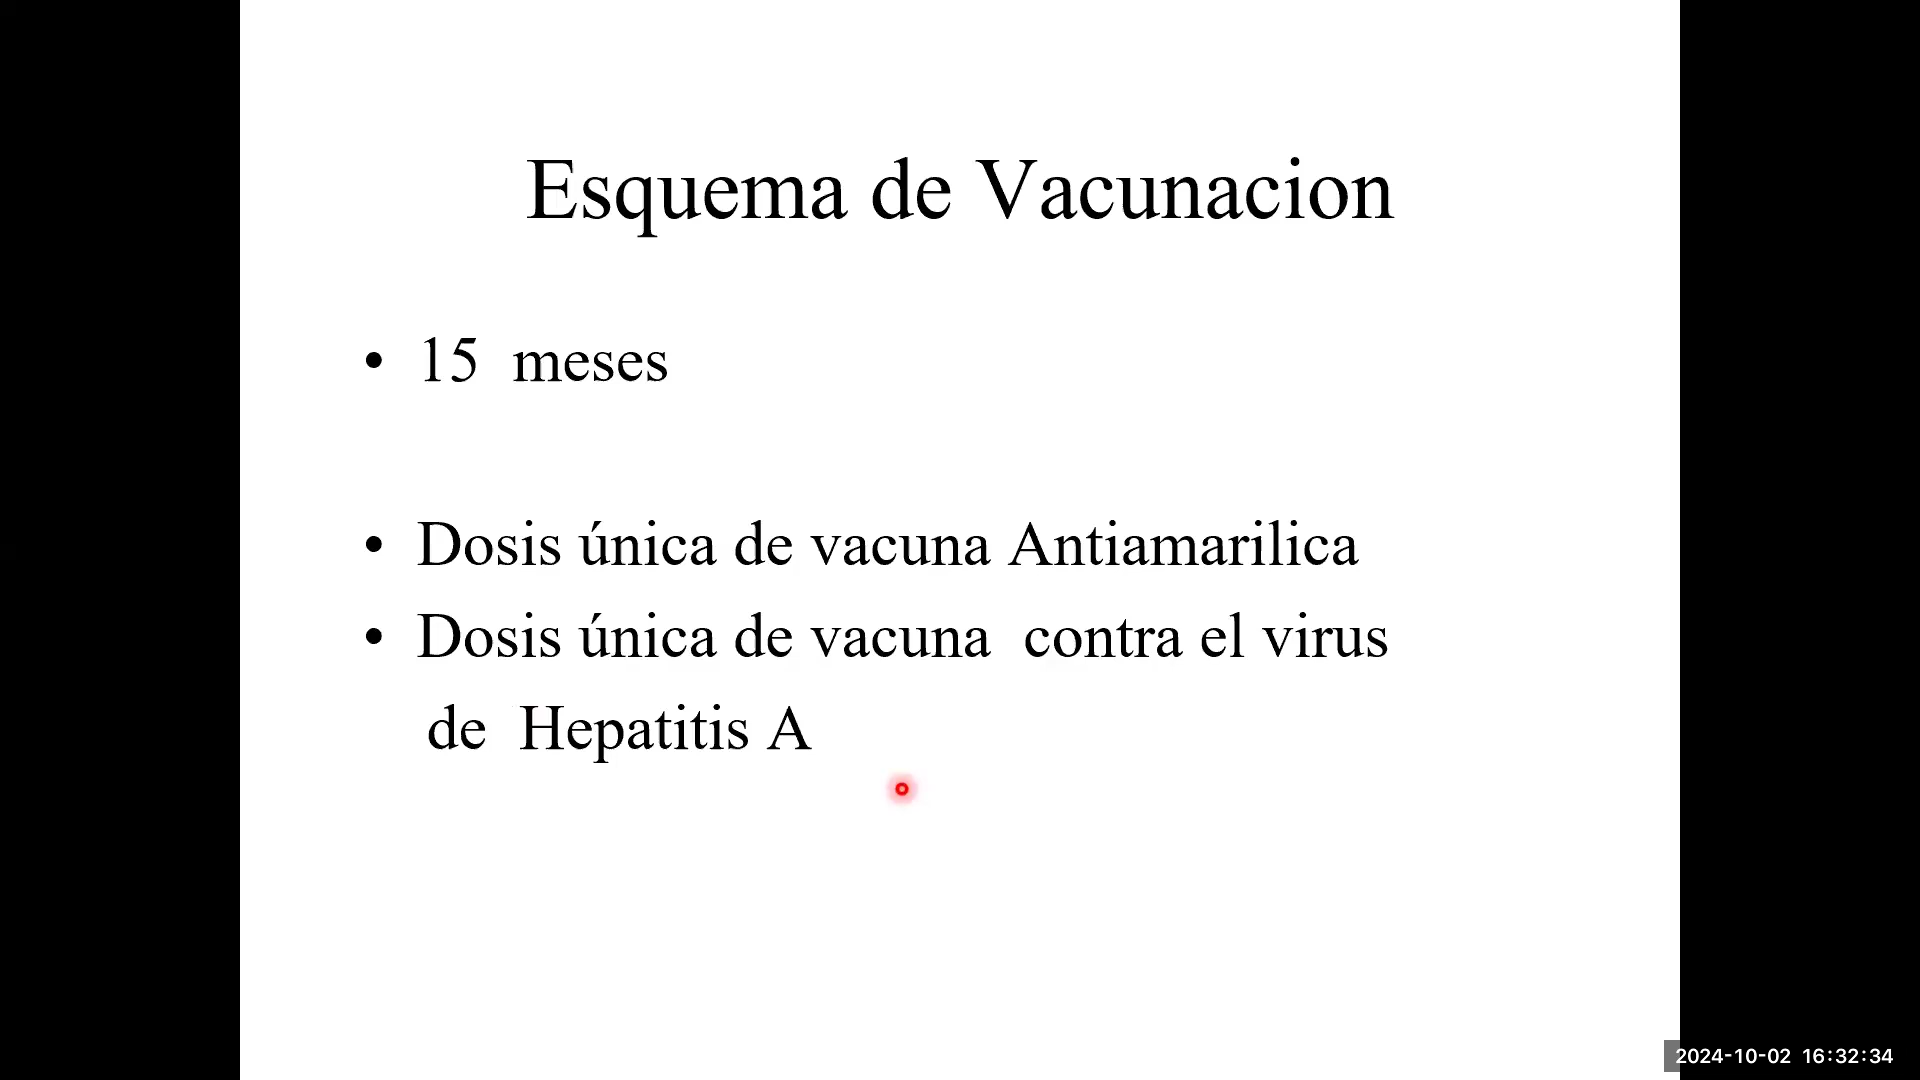 Esquema de Vacunacion
• 15 meses
• Dosis única de vacuna Antiamarilica
• Dosis única de vacuna contra el virus
de Hepatitis A
2024-10-02 16:32:34